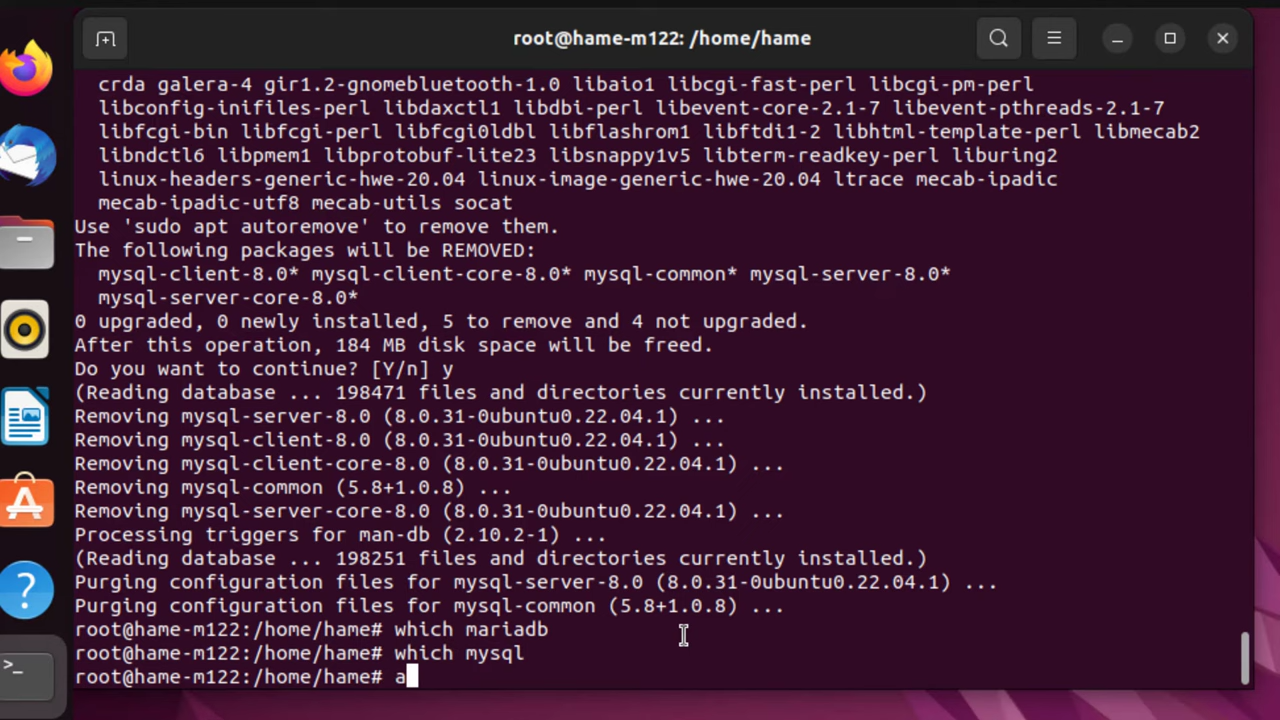 root@hame-m122: /home/hame
crda galera-4 gir1.2-gnomebluetooth-1.0 libaio1 libcgi-fast-perl libcgi-pm-perl
libconfig-inifiles-perl libdaxctl1 libdbi-perl libevent-core-2.1-7 libevent-pthreads-2.1-7
libfcgi-bin libfcgi-perl libfcgi0ldbl libflashrom1 libftdi1-2 libhtml-template-perl libmecab2
libndctl6 libpmem1 libprotobuf-lite23 libsnappy1v5 libterm-readkey-perl liburing2
linux-headers-generic-hwe-20.04 linux-image-generic-hwe-20.04 ltrace mecab-ipadic
mecab-ipadic-utf8 mecab-utils socat
Use 'sudo apt autoremove' to remove them.
The following packages will be REMOVED:
mysql-client-8.0* mysql-client-core-8.0* mysql-common* mysql-server-8.0*
mysql-server-core-8.0*
0 upgraded, 0 newly installed, 5 to remove and 4 not upgraded.
After this operation, 184 MB disk space will be freed.
Do you want to continue? [Y/n] y
(Reading database ... 198471 files and directories currently installed.)
Removing mysql-server-8.0 (8.0.31-0ubuntu0.22.04.1) ...
Removing mysql-client-8.0 (8.0.31-0ubuntu0.22.04.1) ...
Removing mysql-client-core-8.0 (8.0.31-0ubuntu0.22.04.1) ...
Removing mysql-common (5.8+1.0.8) ...
Removing mysql-server-core-8.0 (8.0.31-0ubuntu0.22.04.1) ...
Processing triggers for man-db (2.10.2-1) ...
(Reading database ... 198251 files and directories currently installed.)
Purging configuration files for mysql-server-8.0 (8.0.31-0ubuntu0.22.04.1) ...
Purging configuration files for mysql-common (5.8+1.0.8) ...
root@hame-m122:/home/hame# which mariadb
root@hame-m122:/home/hame# which mysql
root@hame-m122:/home/hame# a